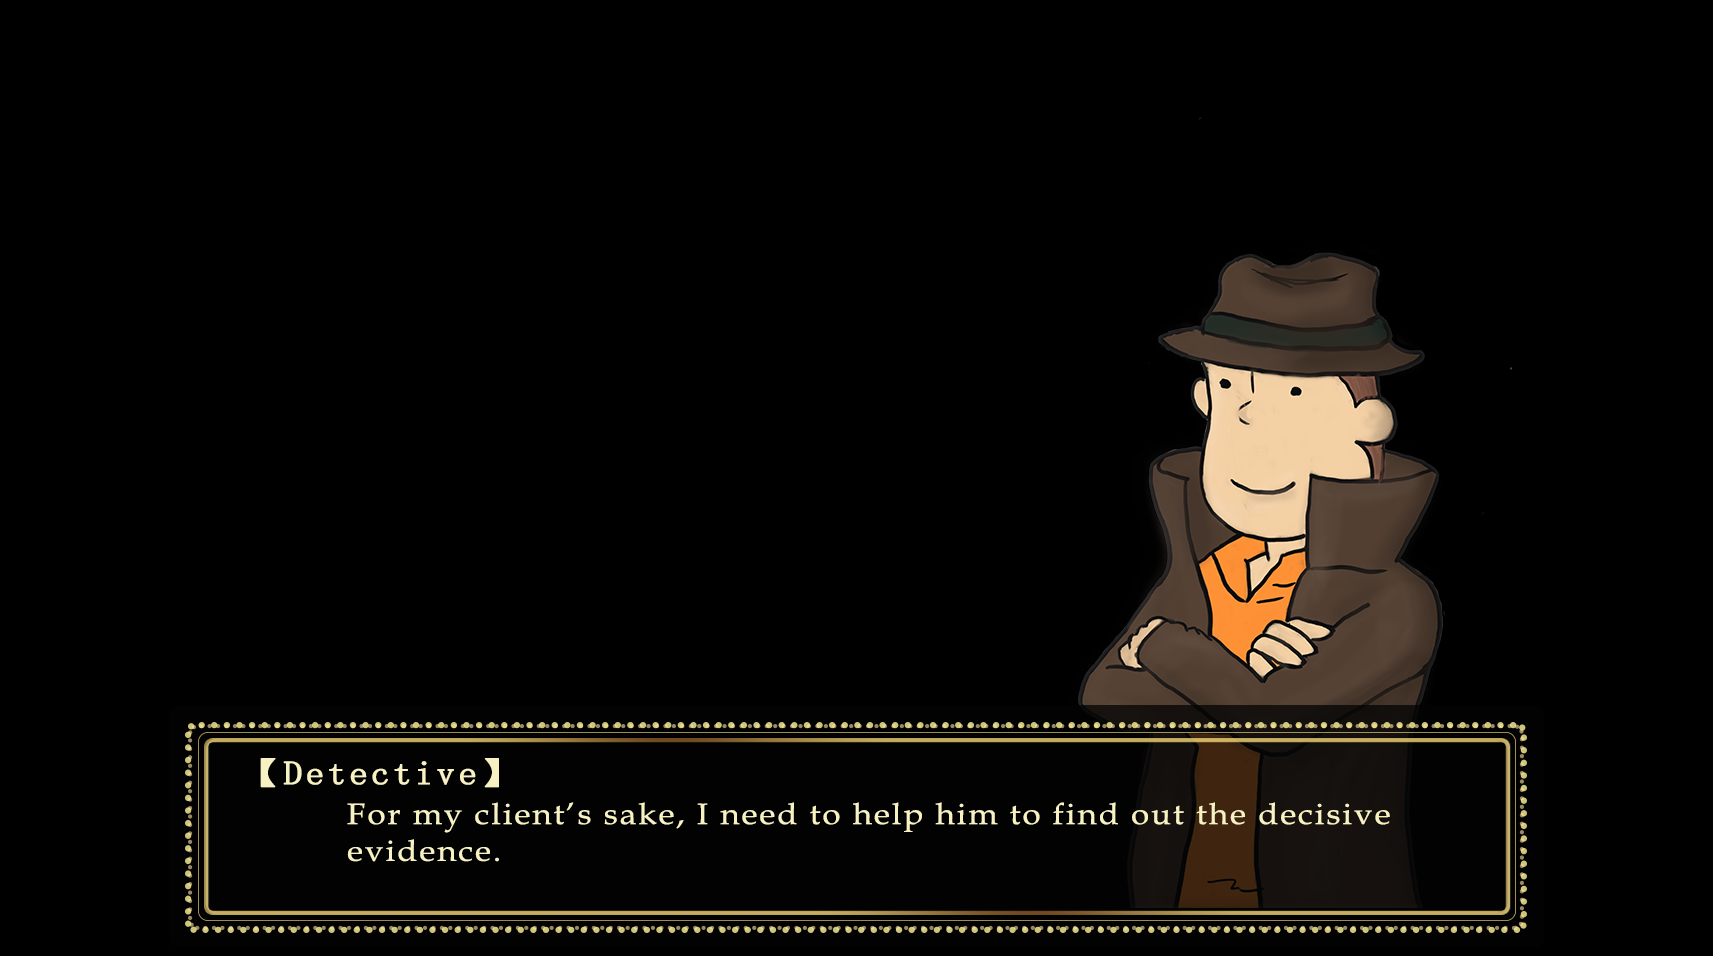 【Detective】
For my client’s sake, I need to help him to find out the decisive
evidence.